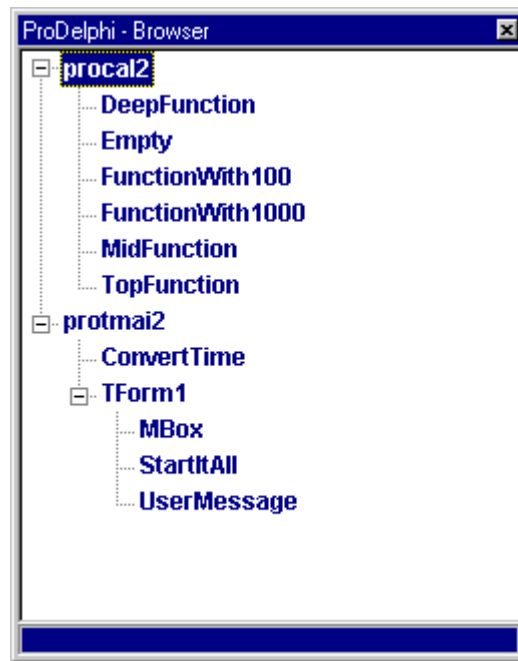 ProDelphi - Browser
procal2
DeepFunction
Empty
FunctionWith100
FunctionWith1000
MidFunction
TopFunction
protmai2
ConvertTime
TForm1
MBox
StartItAll
UserMessage